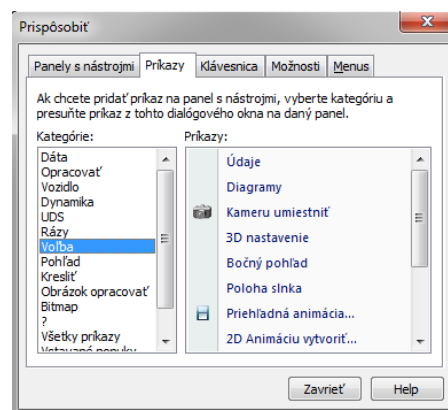 Prispôsobiť
Panely s nástrojmi Príkazy Klávesnica Možnosti Menus
Ak chcete pridať príkaz na panel s nástrojmi, vyberte kategóriu a
presuňte príkaz z tohto dialógového okna na daný panel.
Kategórie: Príkazy:
Dáta
Opracovať
Vozidlo
Dynamika
UDS
Rázy
Voľba
Pohľad
Kresliť
Obrázok opracovať
Bitmap
?
Všetky príkazy
Vstavané ponuky
Údaje
Diagramy
Kameru umiestniť
3D nastavenie
Bočný pohľad
Poloha slnka
Priehľadná animácia...
2D Animáciu vytvoriť...
Zavrieť Help